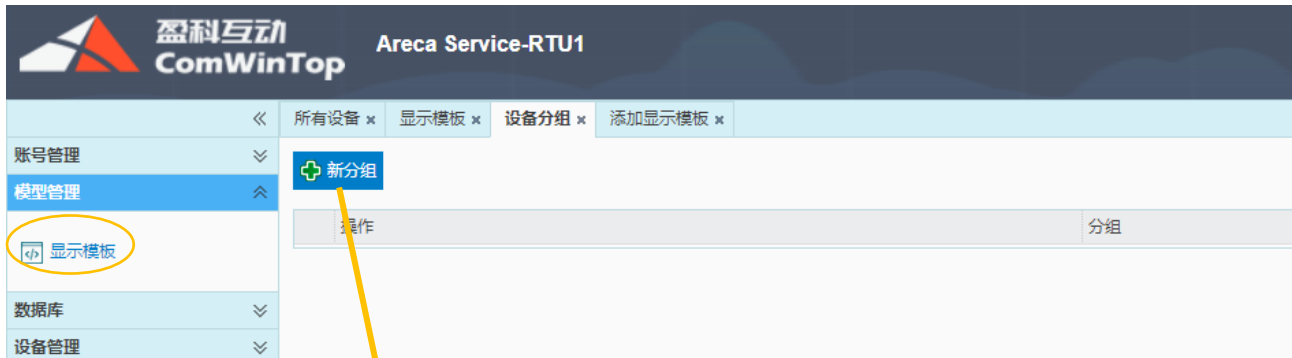 盈科互动
ComWinTop
Areca Service-RTU1
所有设备 显示模板 设备分组 添加显示模板
账号管理
新分组
模型管理
操作 分组
显示模板
数据库
设备管理